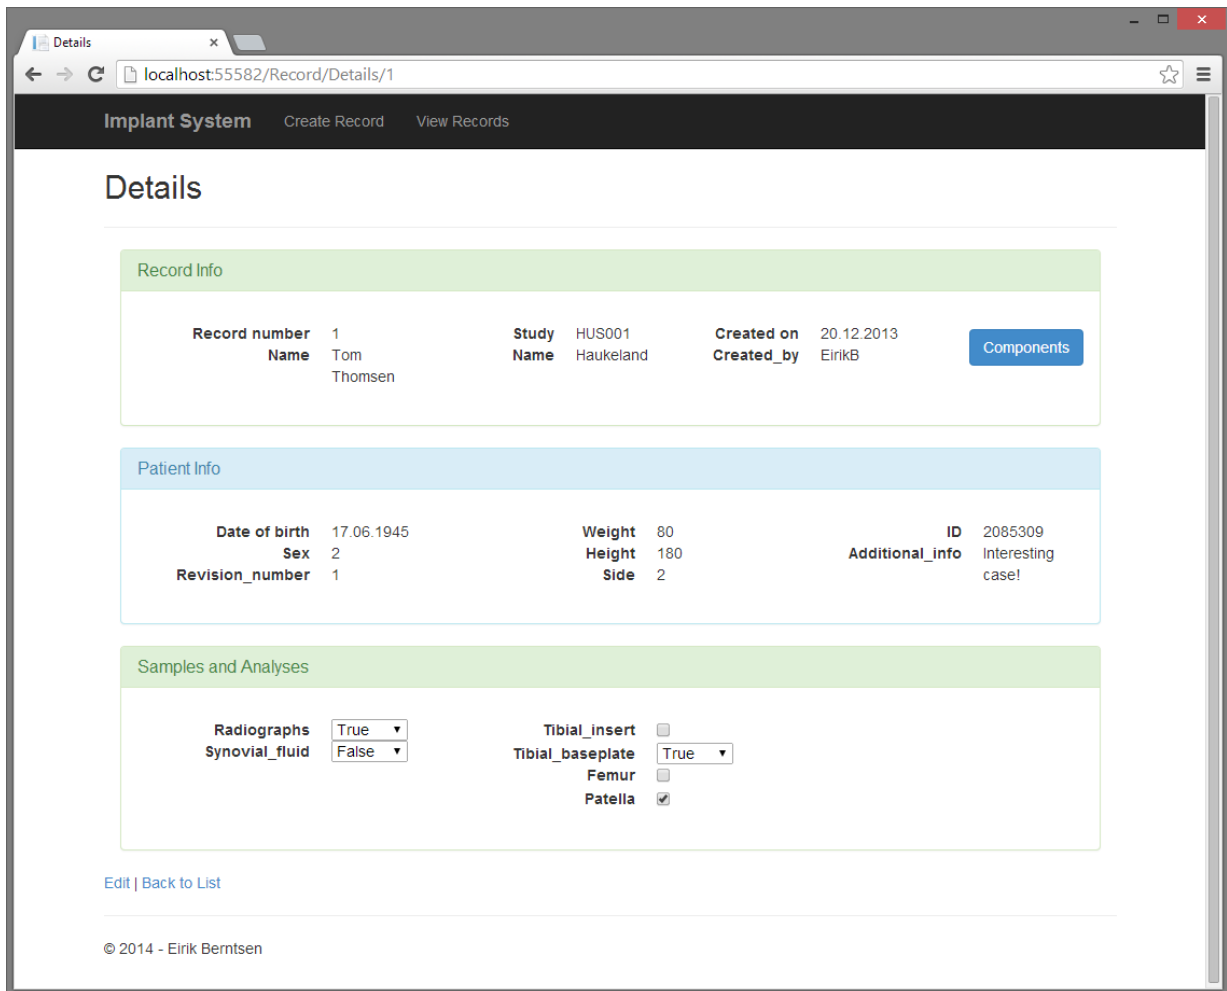 Details
localhost:55582/Record/Details/1
Implant System Create Record View Records
Details
Record Info
Record number 1 Study HUS001 Created on 20.12.2013 Components
Name Tom Name Haukeland Created_by EirikB
Thomsen
Patient Info
Date of birth 17.06.1945 Weight 80 ID 2085309
Sex 2 Height 180 Additional_info Interesting
Revision_number 1 Side 2 case!
Samples and Analyses
Radiographs True Tibial_insert
Synovial_fluid False Tibial_baseplate True
Femur
Patella
Edit | Back to List
© 2014 - Eirik Berntsen